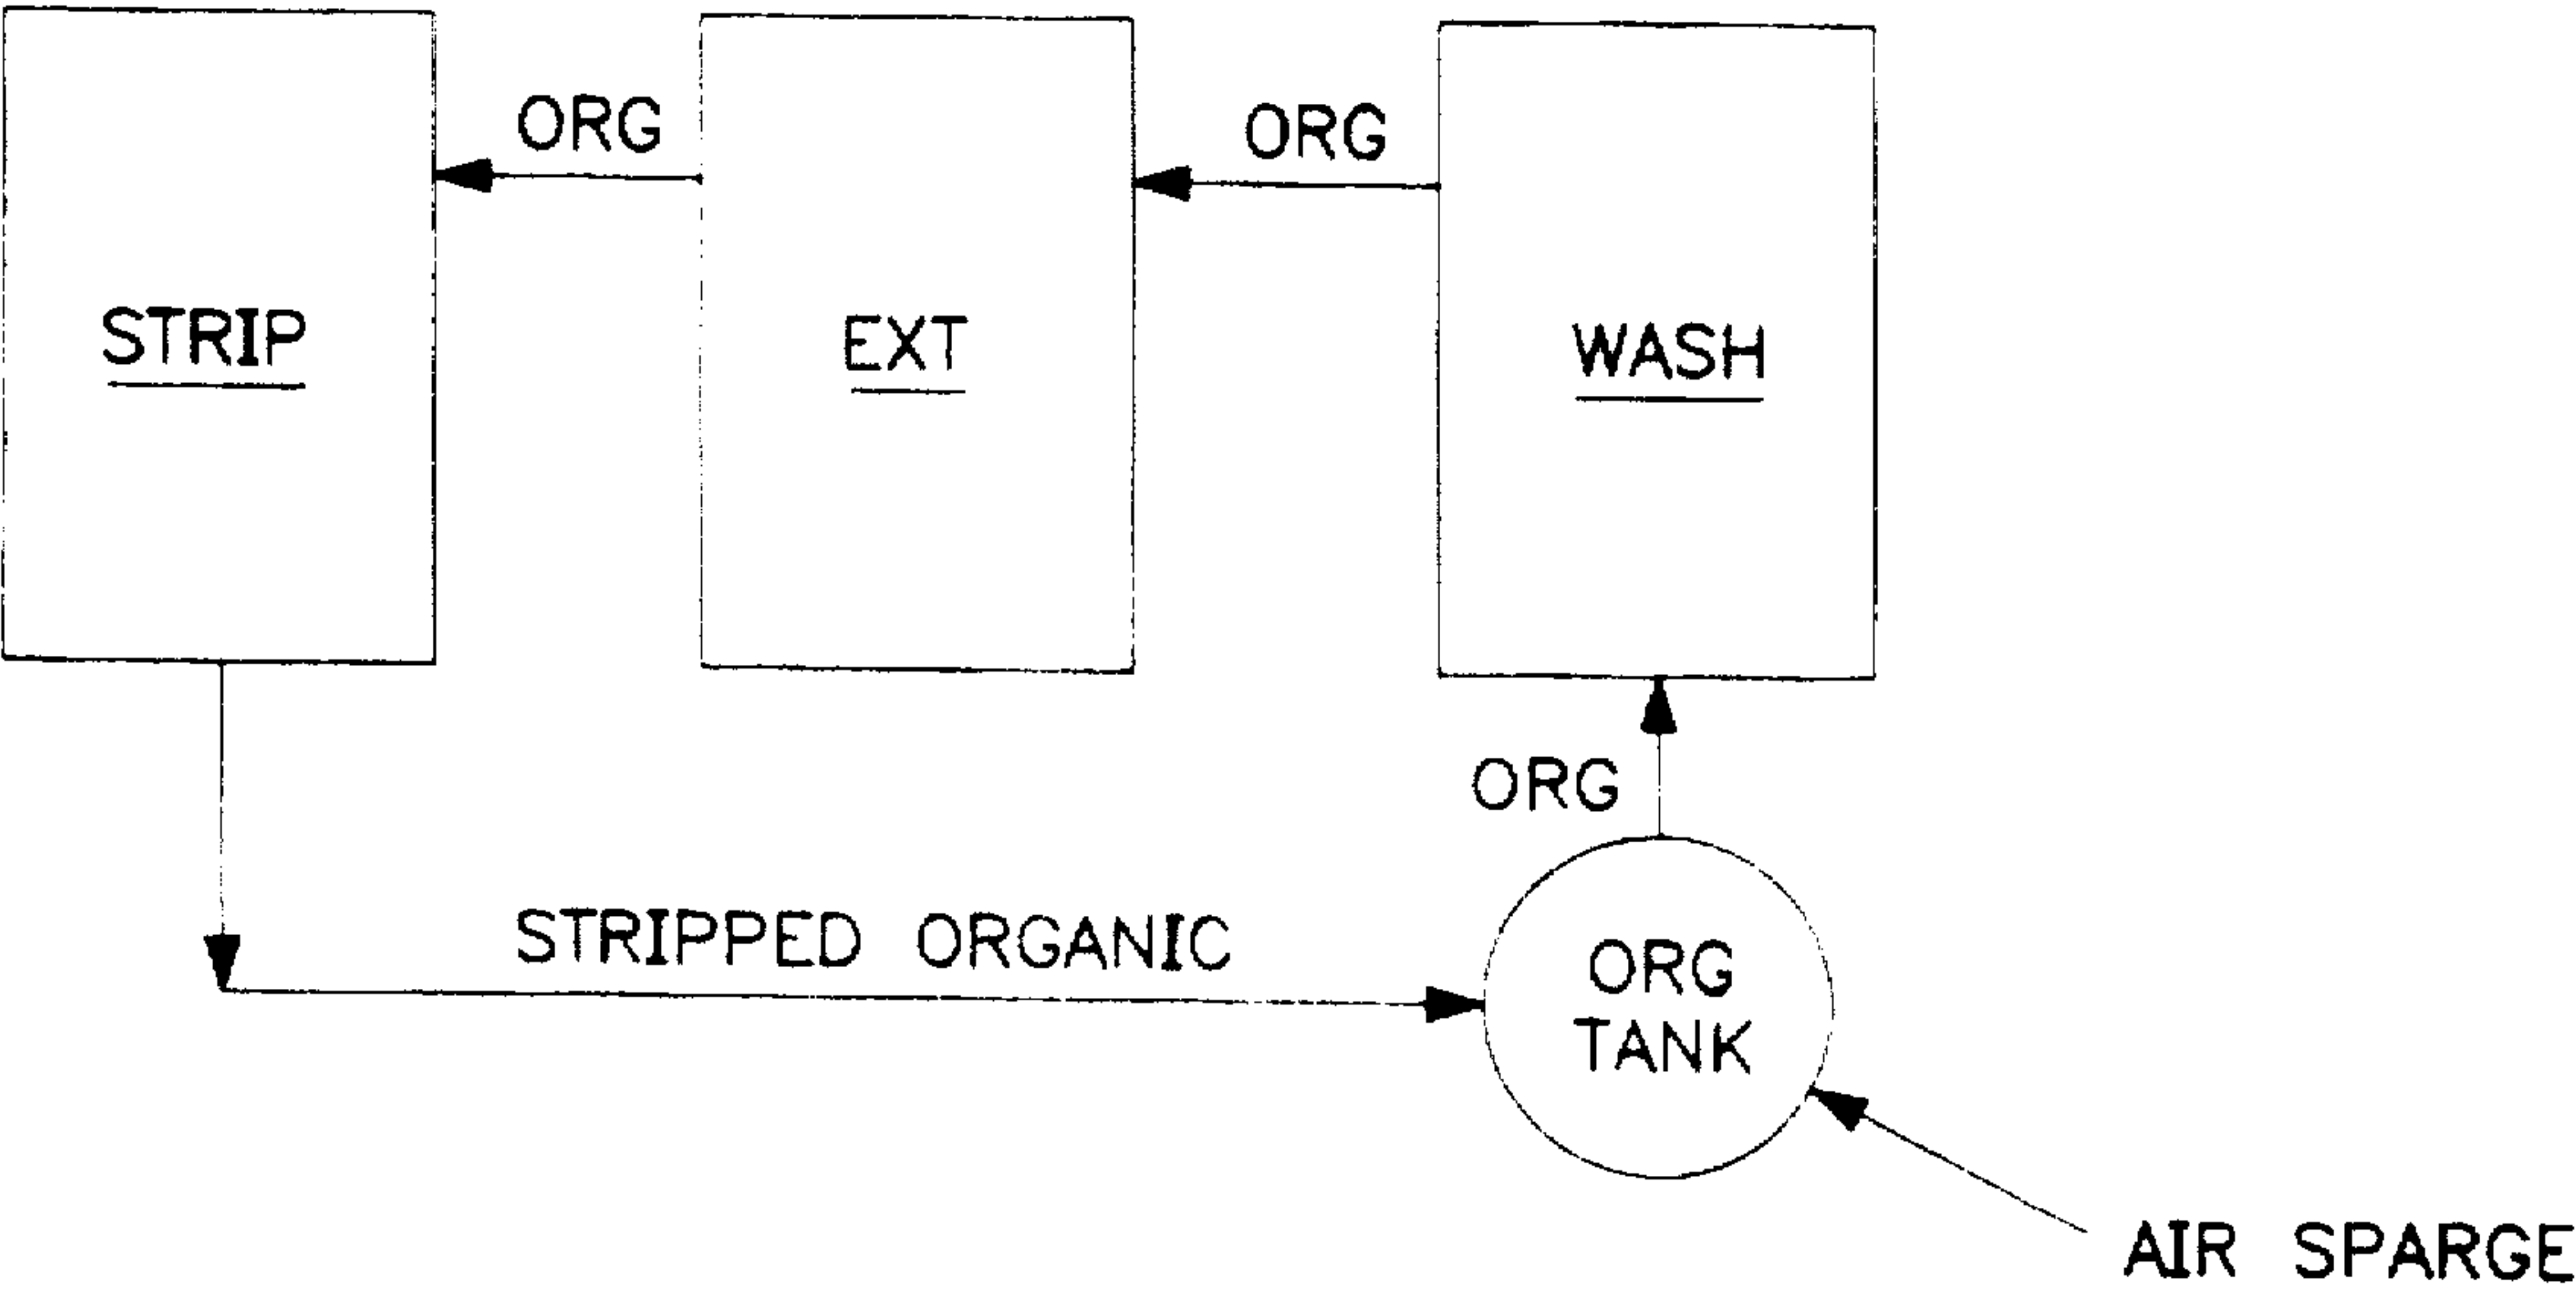 ORG
ORG
STRIP
EXT
WASH
ORG
STRIPPED ORGANIC
ORG
TANK
AIR SPARGE